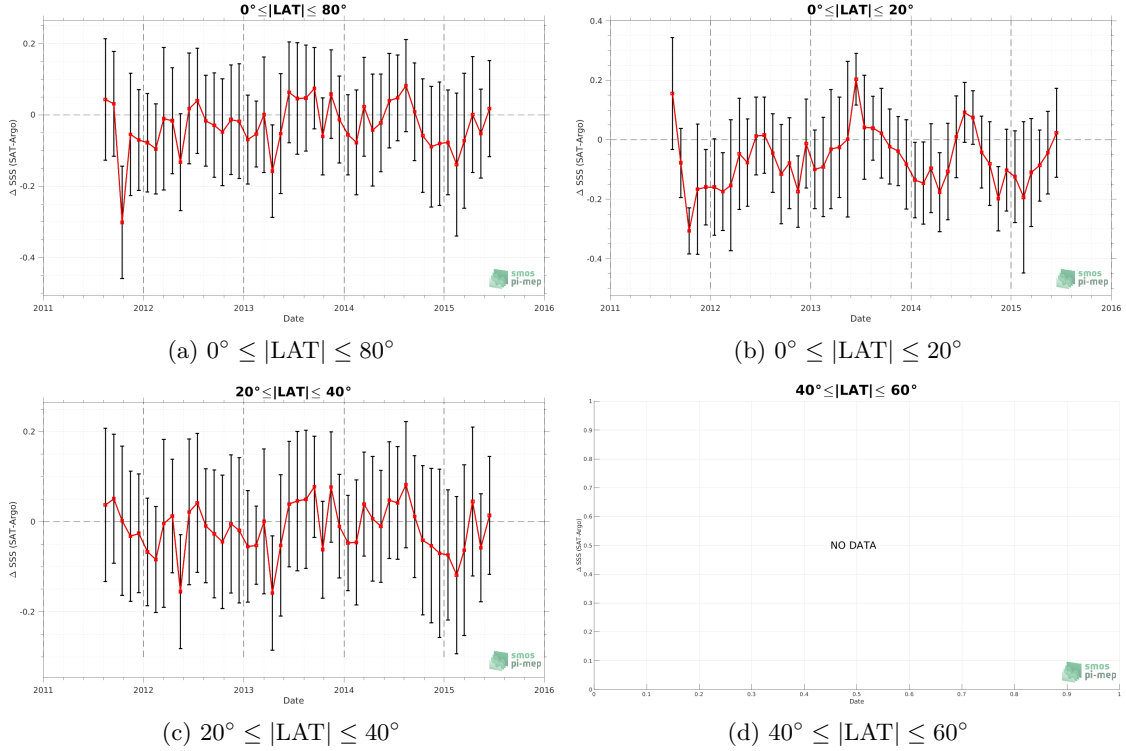 0°≤|LAT|≤ 80°
Δ SSS (SAT-Argo)
0.2
0
-0.2
-0.4
2011 2012 2013 2014 2015 2016
Date
smos
pi-mep
(a) 0° ≤ |LAT| ≤ 80°
0°≤|LAT|≤ 20°
Δ SSS (SAT-Argo)
0.4
0.2
0
-0.2
-0.4
2011 2012 2013 2014 2015 2016
Date
smos
pi-mep
(b) 0° ≤ |LAT| ≤ 20°
20°≤|LAT|≤ 40°
Δ SSS (SAT-Argo)
0.2
0
-0.2
2011 2012 2013 2014 2015 2016
Date
smos
pi-mep
(c) 20° ≤ |LAT| ≤ 40°
40°≤|LAT|≤ 60°
Δ SSS (SAT-Argo)
1
0.9
0.8
0.7
0.6
0.5
0.4
0.3
0.2
0.1
0
NO DATA
0 0.1 0.2 0.3 0.4 0.5 0.6 0.7 0.8 0.9 1
Date
smos
pi-mep
(d) 40° ≤ |LAT| ≤ 60°